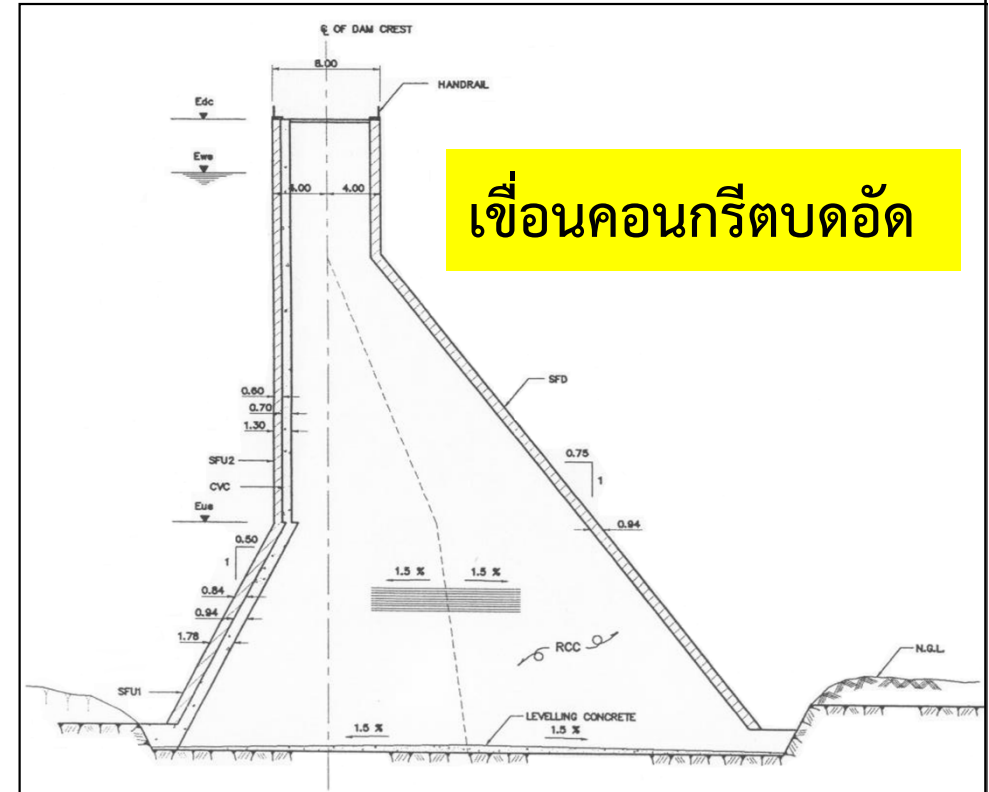 ℄ OF DAM CREST
8.00
HANDRAIL
Edc
Ewe
4.00 4.00
เขื่อนคอนกรีตบดอัด
SFD
0.60
0.70
1.30
0.75
1
SFU2
CVC
Eus
0.94
0.50
1
1.5 % 1.5 %
0.84
0.94
RCC
1.78
N.G.L.
SFU1
LEVELLING CONCRETE
1.5 % 1.5 %